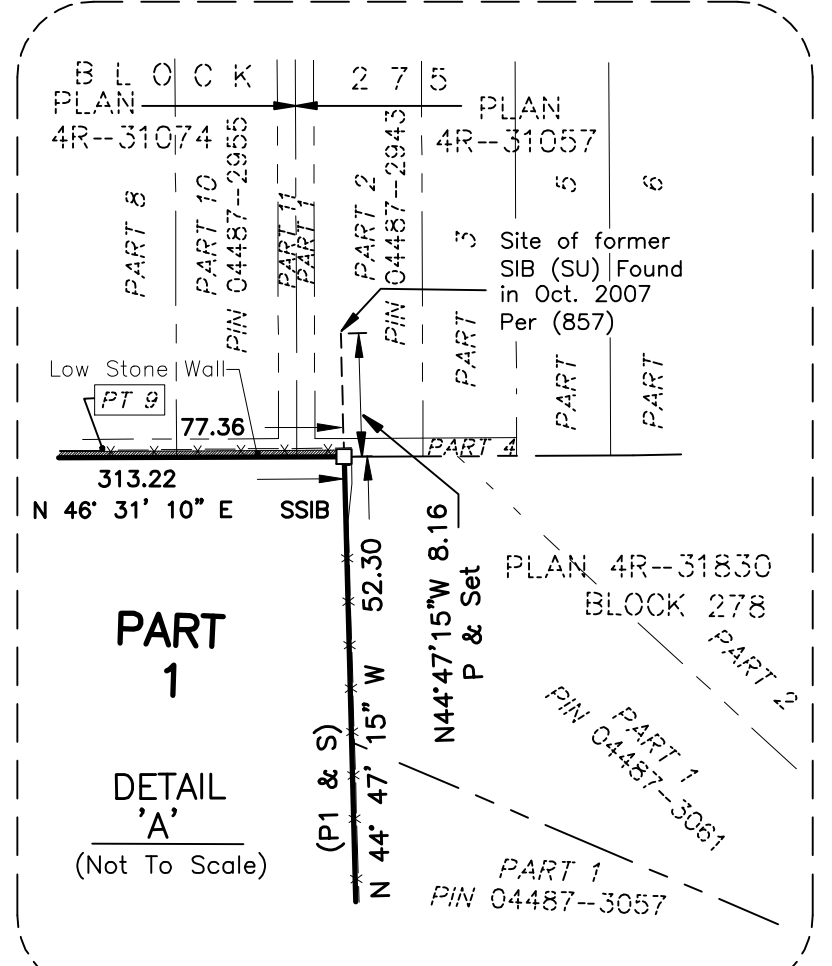 BLOCK 275
PLAN
4R--31074
PLAN
4R--31057
PART 8
PART 10
PIN 04487--2955
PART 11
PART 1
PART 2
PIN 04487--2943
PART 3
PART 5
PART 6
Site of former
SIB (SU) Found
in Oct. 2007
Per (857)
Low Stone Wall
PT 9
77.36
PART 4
313.22
N 46° 31' 10" E
SSIB
52.30
N44°47'15"W 8.16
P & Set
PLAN 4R--31830
BLOCK 278
PART 2
PART 1
PIN 04487--3061
PART
1
(P1 & S)
N 44° 47' 15" W
DETAIL
'A'
(Not To Scale)
PART 1
PIN 04487--3057